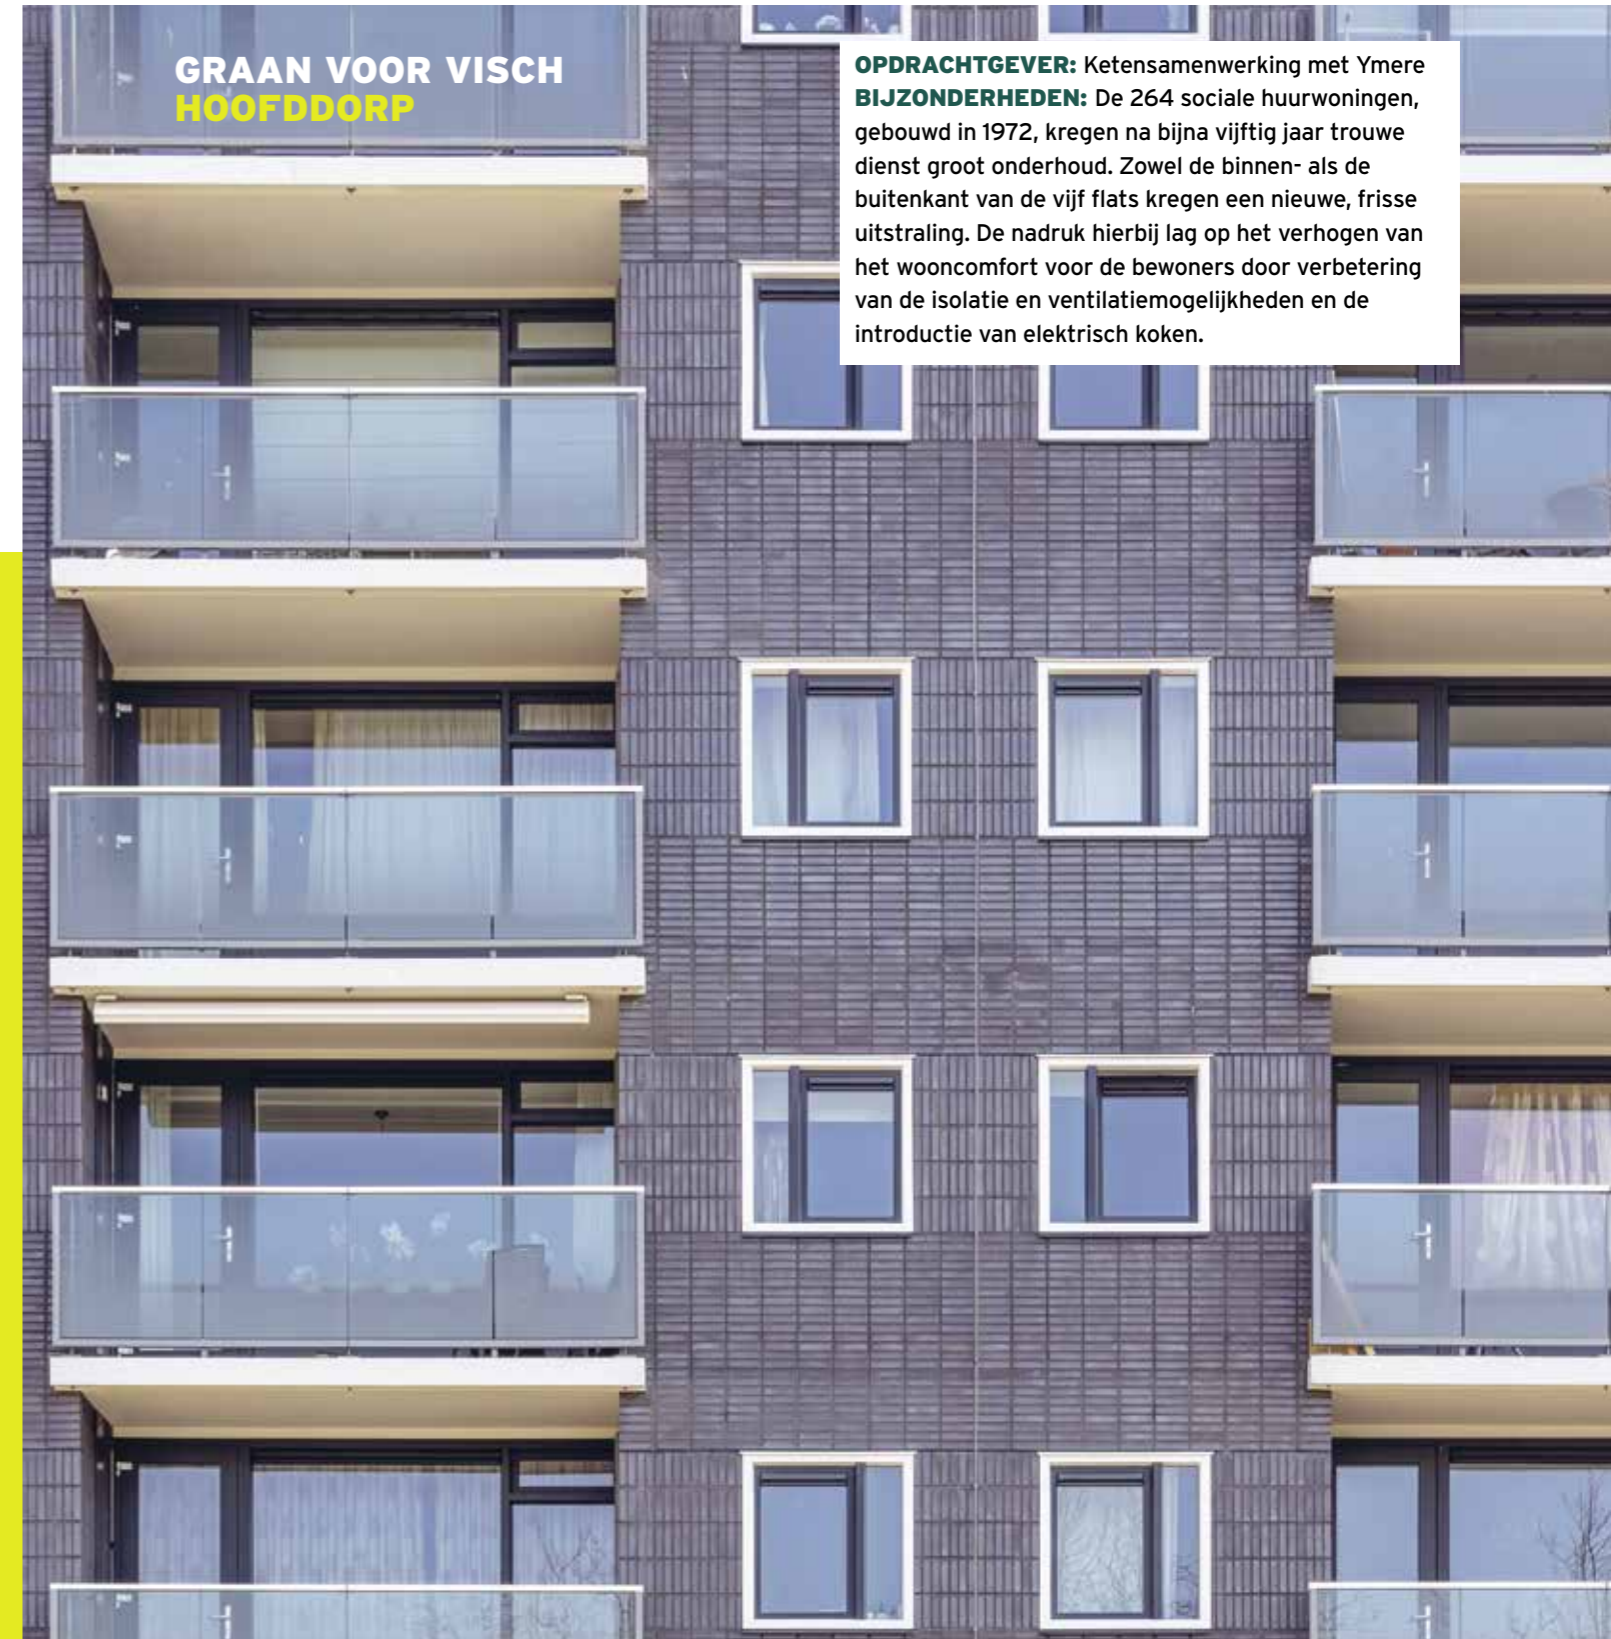 GRAAN VOOR VISCH
HOOFDDORP
OPDRACHTGEVER: Ketensamenwerking met Ymere
BIJZONDERHEDEN: De 264 sociale huurwoningen,
gebouwd in 1972, kregen na bijna vijftig jaar trouwe
dienst groot onderhoud. Zowel de binnen- als de
buitenkant van de vijf flats kregen een nieuwe, frisse
uitstraling. De nadruk hierbij lag op het verhogen van
het wooncomfort voor de bewoners door verbetering
van de isolatie en ventilatiemogelijkheden en de
introductie van elektrisch koken.